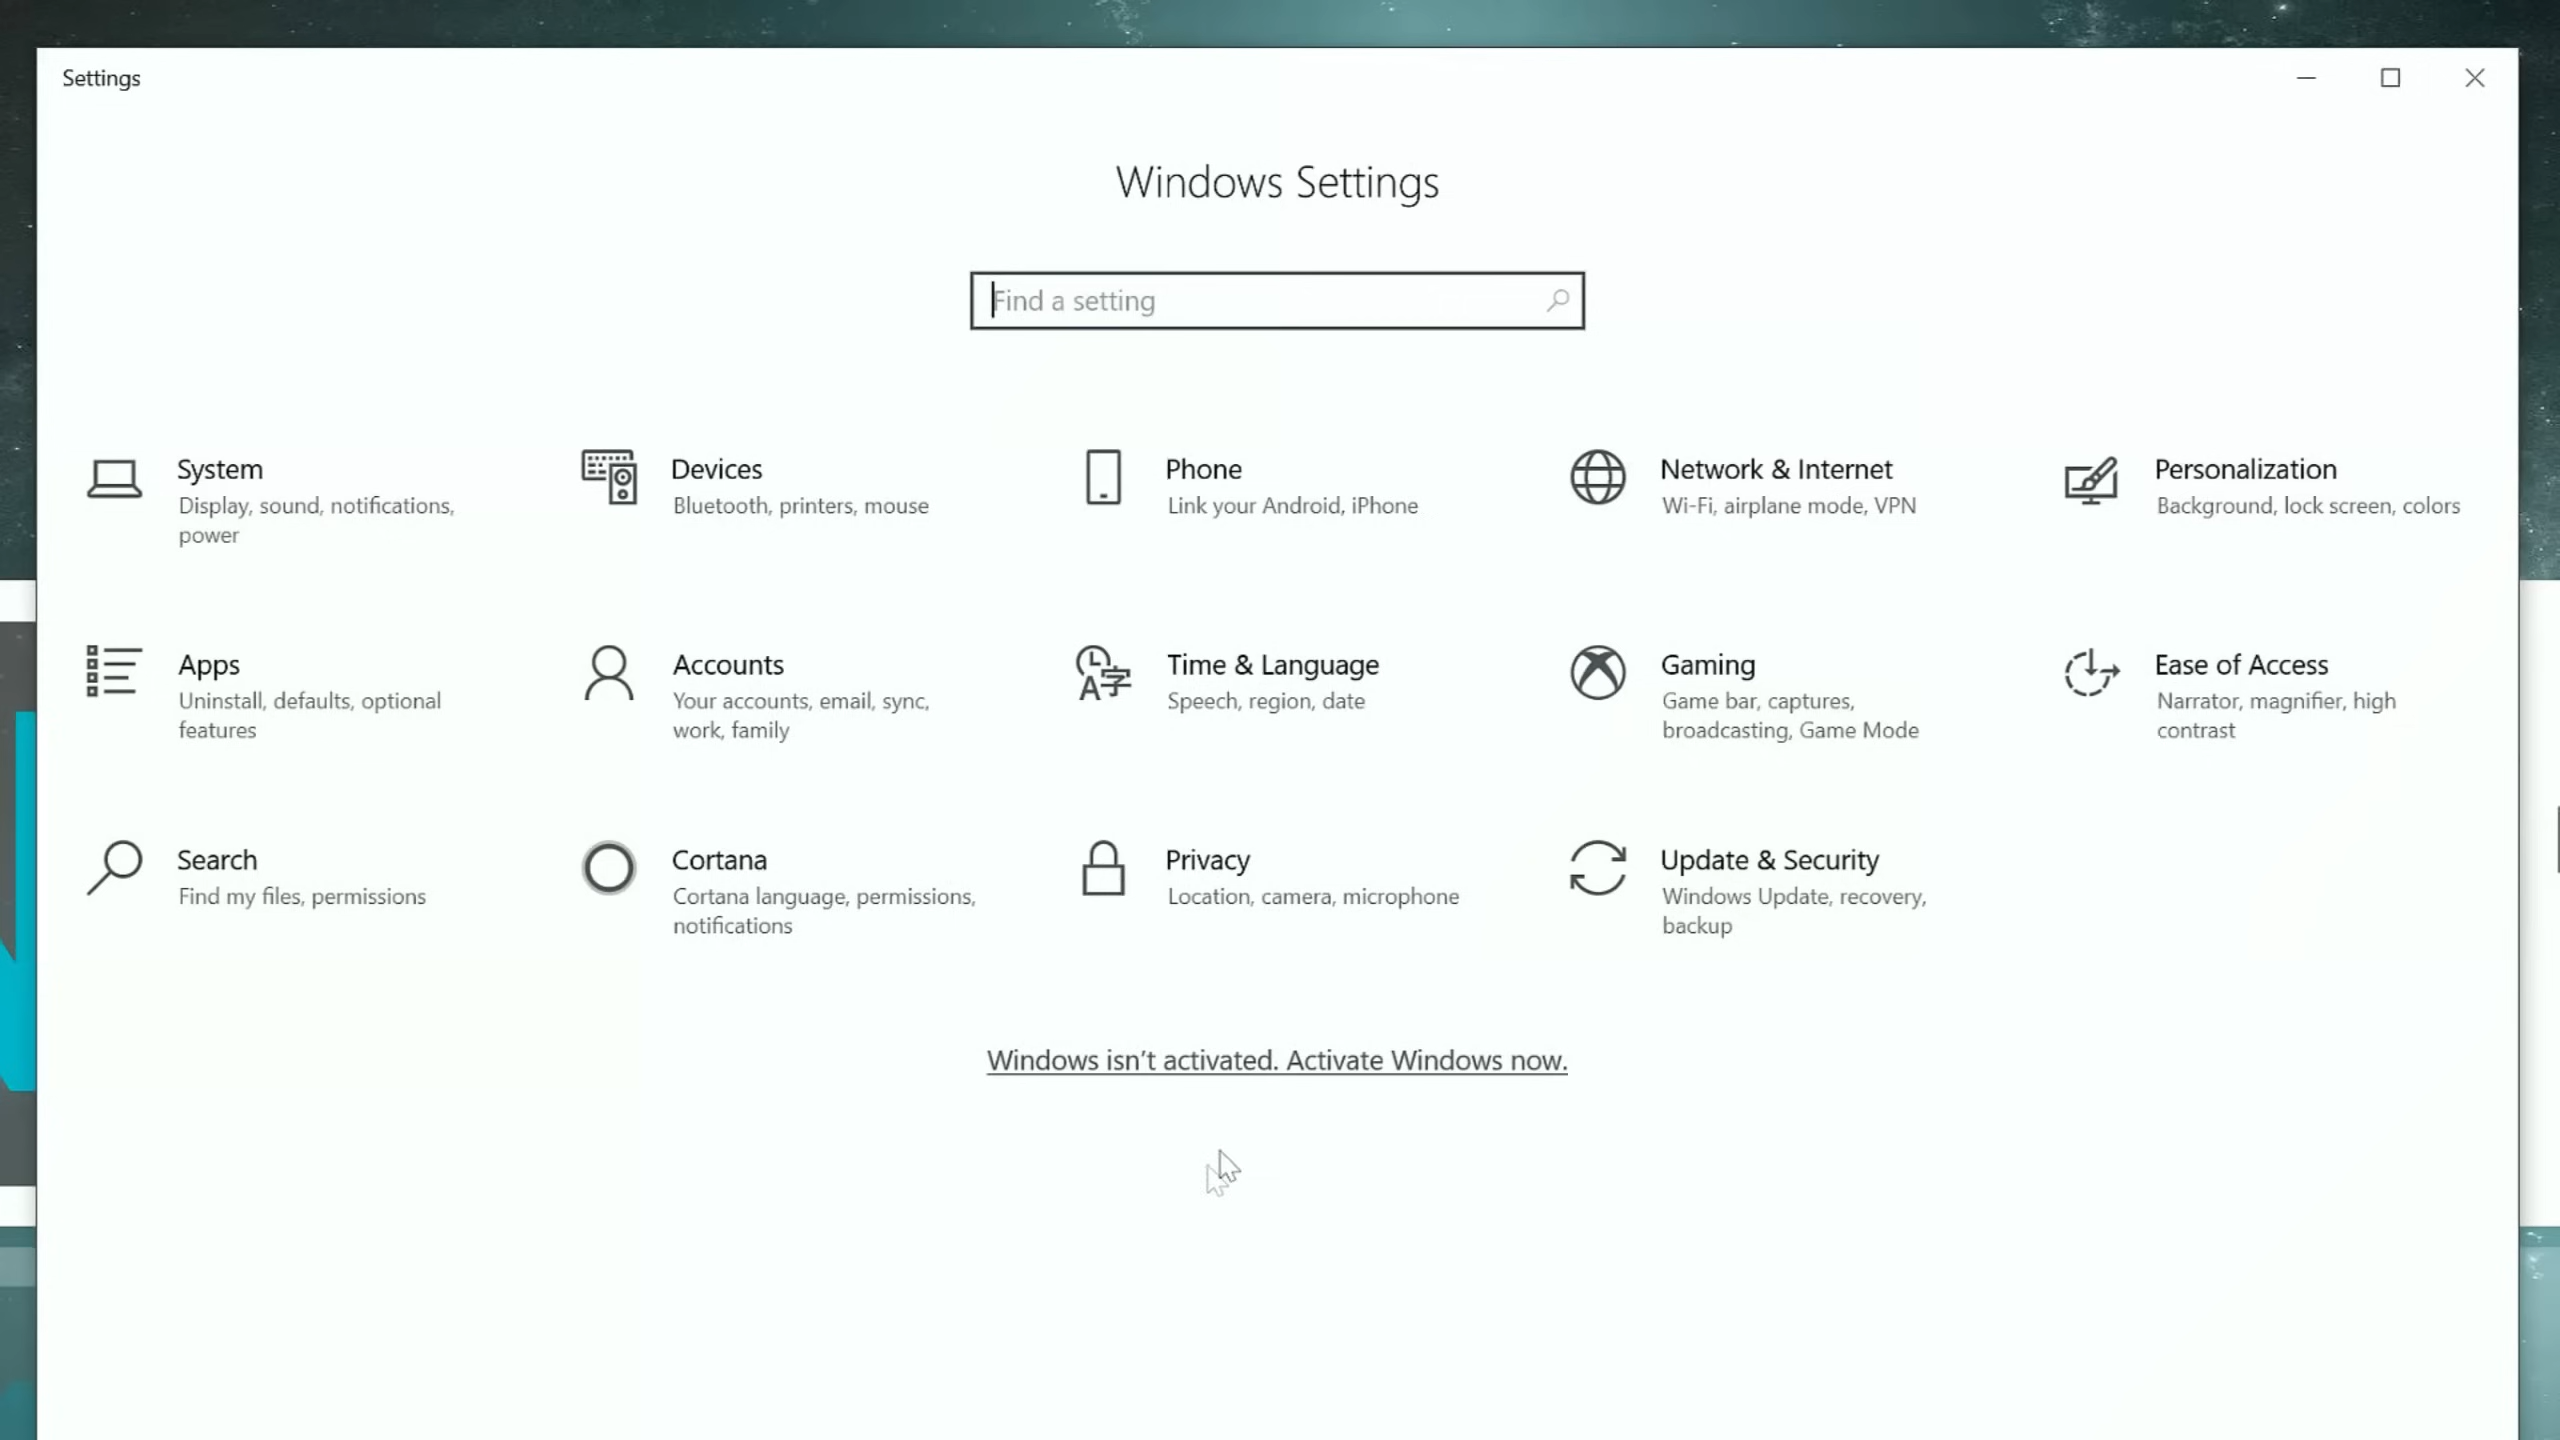 Settings
Windows Settings
Find a setting
System
Display, sound, notifications,
power
Devices
Bluetooth, printers, mouse
Phone
Link your Android, iPhone
Network & Internet
Wi-Fi, airplane mode, VPN
Personalization
Background, lock screen, colors
Apps
Uninstall, defaults, optional
features
Accounts
Your accounts, email, sync,
work, family
Time & Language
Speech, region, date
Gaming
Game bar, captures,
broadcasting, Game Mode
Ease of Access
Narrator, magnifier, high
contrast
Search
Find my files, permissions
Cortana
Cortana language, permissions,
notifications
Privacy
Location, camera, microphone
Update & Security
Windows Update, recovery,
backup
Windows isn't activated. Activate Windows now.